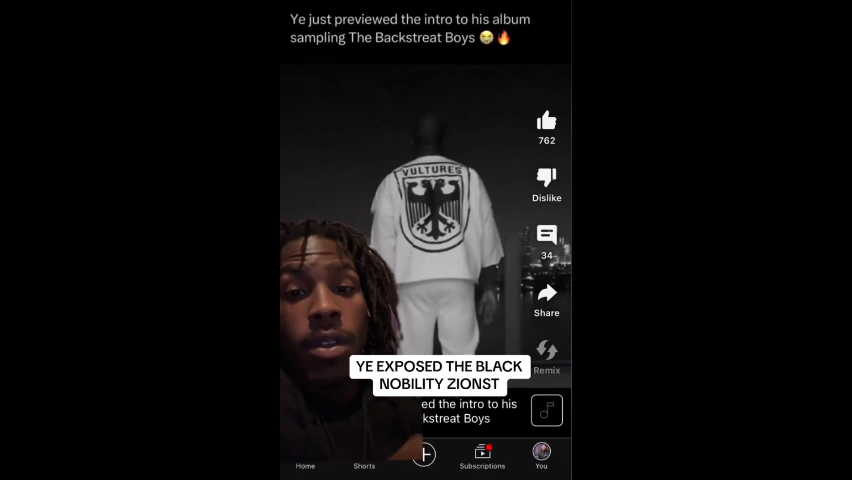 Ye just previewed the intro to his album
sampling The Backstreat Boys 😭🔥
VULTURES
762
Dislike
34
Share
Remix
YE EXPOSED THE BLACK
NOBILITY ZIONST
ed the intro to his
kstreat Boys
Home
Shorts
Subscriptions
You